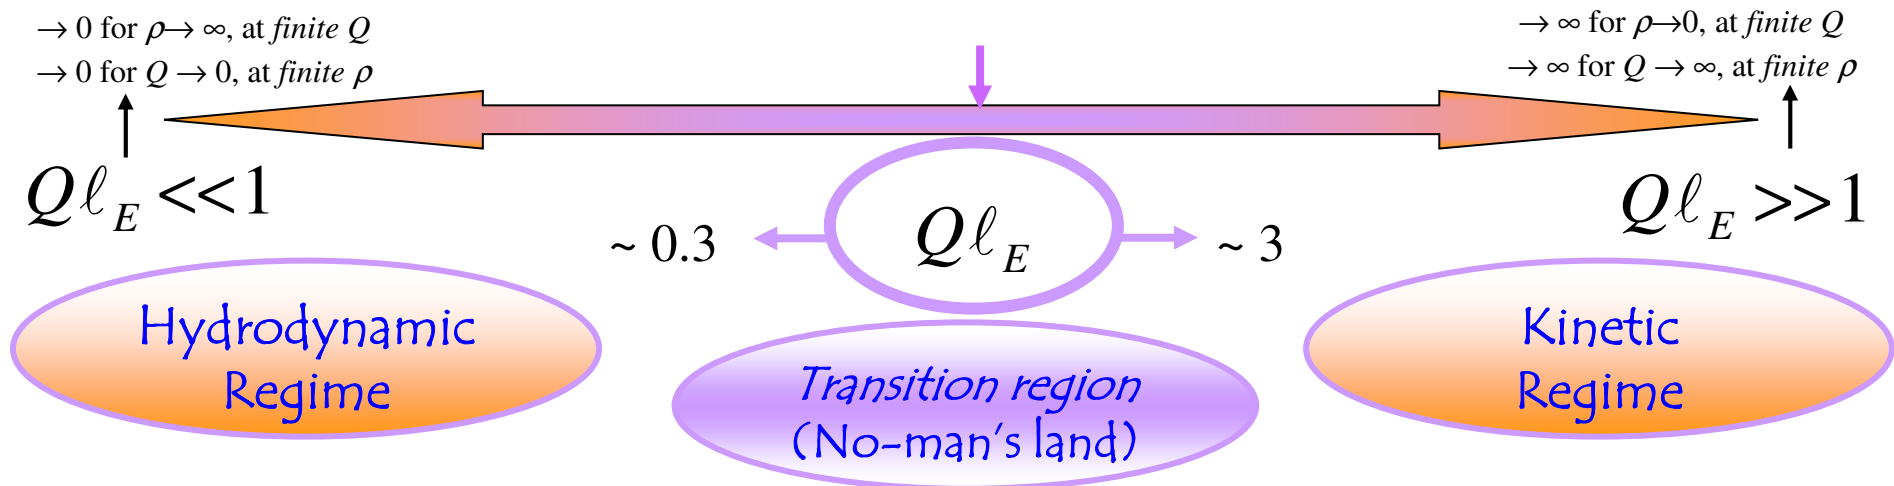 → 0 for ρ→ ∞, at finite Q
→ 0 for Q → 0, at finite ρ
→ ∞ for ρ→0, at finite Q
→ ∞ for Q → ∞, at finite ρ
Qℓ_E <<1
~ 0.3
Qℓ_E
~ 3
Qℓ_E >>1
Hydrodynamic
Regime
Transition region
(No-man's land)
Kinetic
Regime